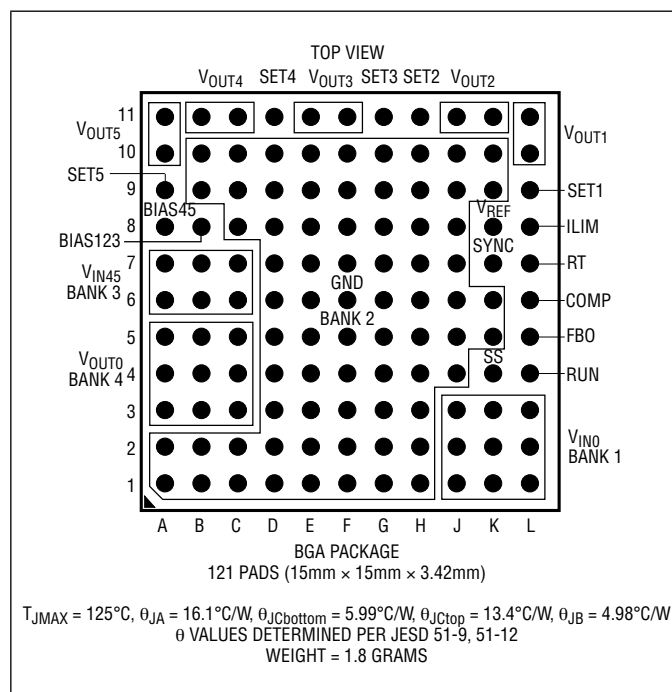 TOP VIEW
VOUT4 SET4 VOUT3 SET3 SET2 VOUT2
11
VOUT5
VOUT1
10
SET5
9
SET1
BIAS45
VREF
8
ILIM
BIAS123
SYNC
VIN45
BANK 3
7
RT
GND
6
COMP
BANK 2
5
FBO
VOUT0
BANK 4
SS
4
RUN
3
VIN0
BANK 1
2
1
A B C D E F G H J K L
BGA PACKAGE
121 PADS (15mm × 15mm × 3.42mm)
TJMAX = 125°C, θJA = 16.1°C/W, θJCbottom = 5.99°C/W, θJCtop = 13.4°C/W, θJB = 4.98°C/W
θ VALUES DETERMINED PER JESD 51-9, 51-12
WEIGHT = 1.8 GRAMS